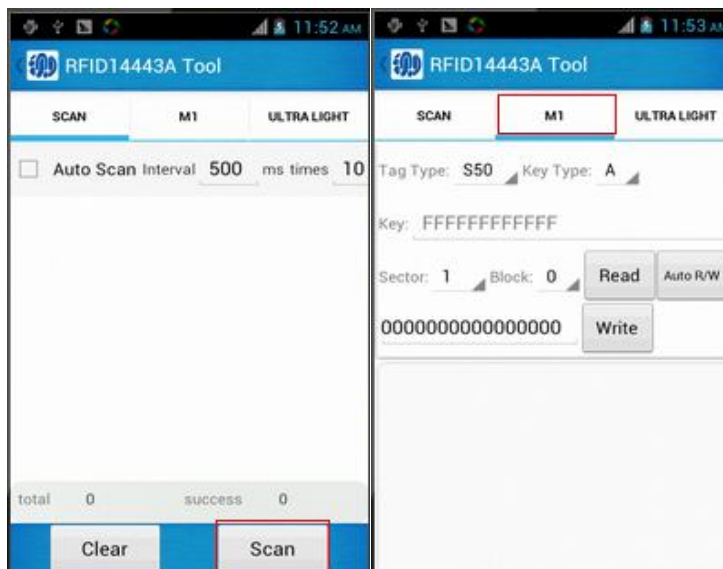 11:52 AM
RFID14443A Tool
SCAN M1 ULTRA LIGHT
Auto Scan Interval 500 ms times 10
total 0 success 0
Clear Scan
11:53 AM
RFID14443A Tool
SCAN M1 ULTRA LIGHT
Tag Type: S50 Key Type: A
Key: FFFFFFFFFFFF
Sector: 1 Block: 0 Read Auto R/W
0000000000000000 Write